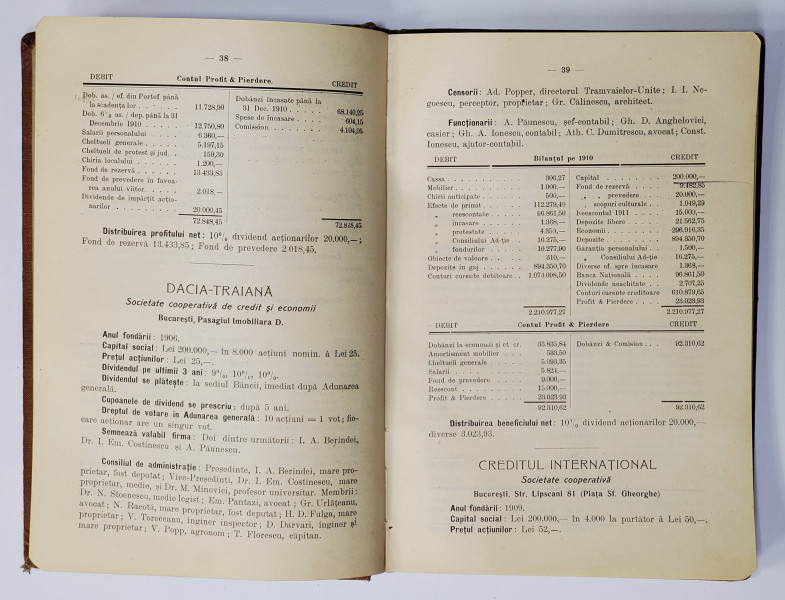 — 38 —
DEBIT Contul Profit & Pierdere. CREDIT
Dob. as. / ef. din Portof. până
la scadența lor . . . . . . 11.728,90
Dob. / as. / dep. până la 31
Decembrie 1910 . . . . . 12.750,80
Salarii personalului . . . . 6.360,—
Cheltueli generale . . . . . 5.197,15
Cheltueli de protest și jud. . 159,30
Chiria localului . . . . . . 1.200,—
Fond de rezervă . . . . . 13.433,85
Fond de prevedere în favoa-
rea anului viitor . . . . . 2.018,—
Dividende de împărțit acțio-
narilor . . . . . . . . . 20.000,45
72.848,45
Dobânzi încasate până la
31 Dec. 1910 . . . . . 68.140,25
Spese de încasare . . . . 604,15
Comission . . . . . . . 4.104,05
72.848,45
Distribuirea profitului net: 10% dividend acționarilor 20.000,—;
Fond de rezervă 13.433,85; Fond de prevedere 2 018,45.
DACIA-TRAIANĂ
Societate cooperativă de credit și economii
București, Pasagiul Imobiliara D.
Anul fondării: 1906.
Capital social: Lei 200.000,— în 8.000 acțiuni nomin. à Lei 25.
Prețul acțiunilor: Lei 25,—.
Dividendul pe ultimii 3 ani: 9%, 10%, 10%.
Dividendul se plătește: la sediul Băncii, imediat după Adunarea
generală.
Cupoanele de dividend se prescriu: după 5 ani.
Dreptul de votare în Adunarea generală: 10 acțiuni = 1 vot; fie-
care acționar are un singur vot.
Semnează valabil firma: Doi dintre următorii: I. A. Berindei,
Dr. I. Em. Costinescu și A. Păunescu.
Consiliul de administrație: Președinte, I. A. Berindei, mare pro-
prietar, fost deputat; Vice-Președinți, Dr. I. Em. Costinescu, mare
proprietar, medic, și Dr. M. Minovici, profesor universitar. Membrii:
Dr. N. Stoenescu, medic legist; Em. Pantazi, avocat; Gr. Urlățeanu,
avocat; N. Racotă, mare proprietar, fost deputat; H. D. Fulga, mare
proprietar; V. Toroceanu, inginer inspector; D. Darvari, inginer și
mare proprietar; V. Popp, agronom; T. Florescu, căpitan.
— 39 —
Censorii: Ad. Popper, directorul Tramvaielor-Unite; I. I. Ne-
goescu, perceptor, proprietar; Gr. Călinescu, architect.
Funcționarii: A. Păunescu, șef-contabil; Gh. D. Angheloviei,
casier; Gh. A. Ionescu, contabil; Ath. C. Dumitrescu, avocat; Const.
Ionescu, ajutor-contabil.
DEBIT Bilanțul pe 1910 CREDIT
Cassa . . . . . . . . . 306,27
Mobilier . . . . . . . . 1.000,—
Chirii anticipate . . . . . 500,—
Efecte de primit . . . . . 112.279,40
„ reescontate . . . . 96.861,50
„ încasare . . . . . 1.308,—
„ protestate . . . . 4.550,—
„ Consiliului Ad-ție . . 16.275,—
„ fondurilor . . . . 10.277,90
Obiecte de valoare . . . . 310,—
Depozite în gaj . . . . . 894.350,70
Conturi curente debitoare . . 1.073.008,50
2.210.977,27
Capital . . . . . . . . 200.000,—
Fond de rezervă . . . . 9.482,85
„ „ prevedere . . . 20.000,—
„ scopuri culturale . . 1.049,29
Reescontul 1911 . . . . 15.000,—
Depozite libere . . . . 21.562,75
Economii . . . . . . . 296.916,35
Depozite . . . . . . . 894.350,70
Garanția personalului . . . 1.500,—
„ Consiliului Ad-ție 16.275,—
Diverse ef. spre încasare 1.308,—
Banca Națională . . . . 96.861,50
Dividende neachitate . . 2.707,25
Conturi curente creditoare 610.879,65
Profit & Pierdere . . . . 23.023,93
2.210.977,27
DEBIT Contul Profit & Pierdere CREDIT
Dobânzi la economii și ct. cr. 33.835,84
Amortisment mobilier . . . 593,50
Cheltueli generale . . . . 5.090,35
Salarii . . . . . . . . . 5.824,—
Fond de prevedere . . . . 9.000,—
Reescont . . . . . . . . 15.000,—
Profit & Pierdere . . . . . 23.023,93
92.310,62
Dobânzi & Comision . . . 92.310,62
92.310,62
Distribuirea beneficiului net: 10% dividend acționarilor 20.000,—
diverse 3.023,93.
CREDITUL INTERNAȚIONAL
Societate cooperativă
București, Str. Lipscani 81 (Piața Sf. Gheorghe)
Anul fondării: 1909.
Capital social: Lei 200.000,— în 4.000 la purtător à Lei 50,—.
Prețul acțiunilor: Lei 52,—.